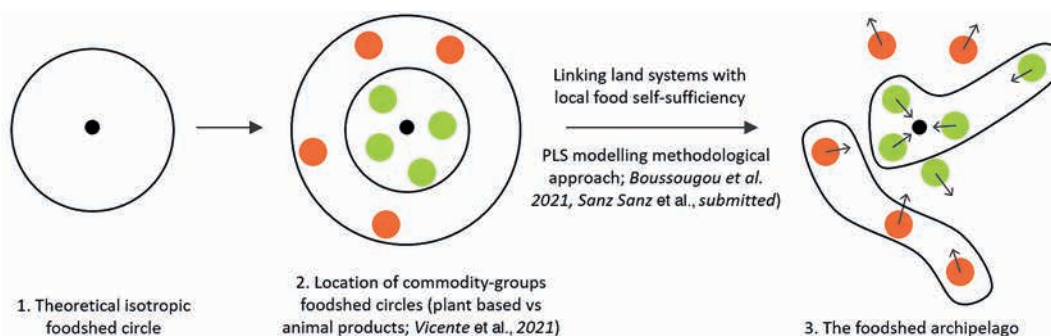 Linking land systems with
local food self-sufficiency
PLS modelling methodological
approach; Boussougou et al.
2021, Sanz Sanz et al., submitted)
1. Theoretical isotropic
foodshed circle
2. Location of commodity-groups
foodshed circles (plant based vs
animal products; Vicente et al., 2021)
3. The foodshed archipelago